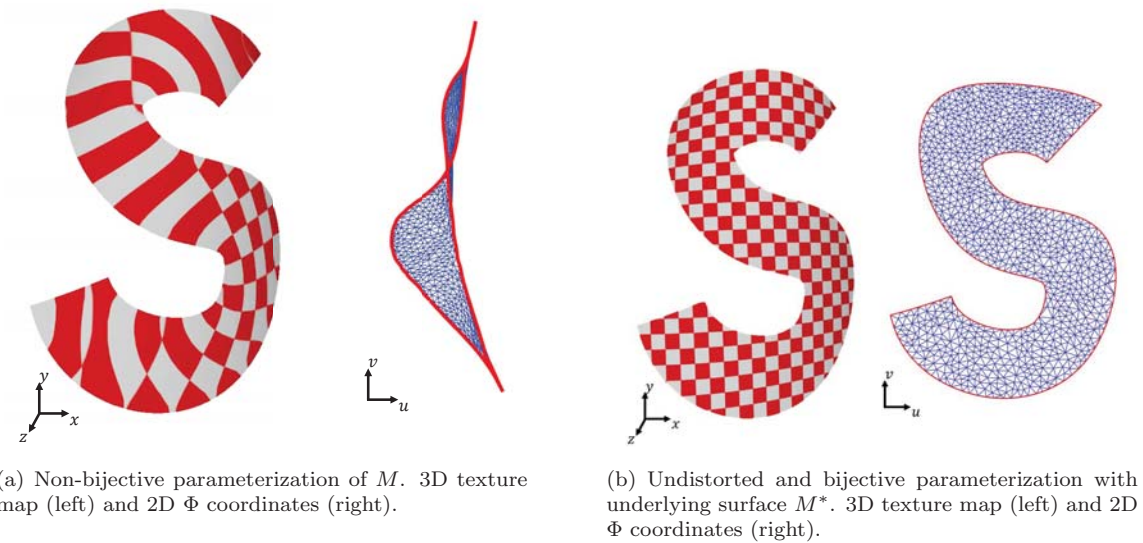 y
x
z
v
u
y
x
z
v
u
(a) Non-bijective parameterization of M. 3D texture
map (left) and 2D Φ coordinates (right).
(b) Undistorted and bijective parameterization with
underlying surface M*. 3D texture map (left) and 2D
Φ coordinates (right).